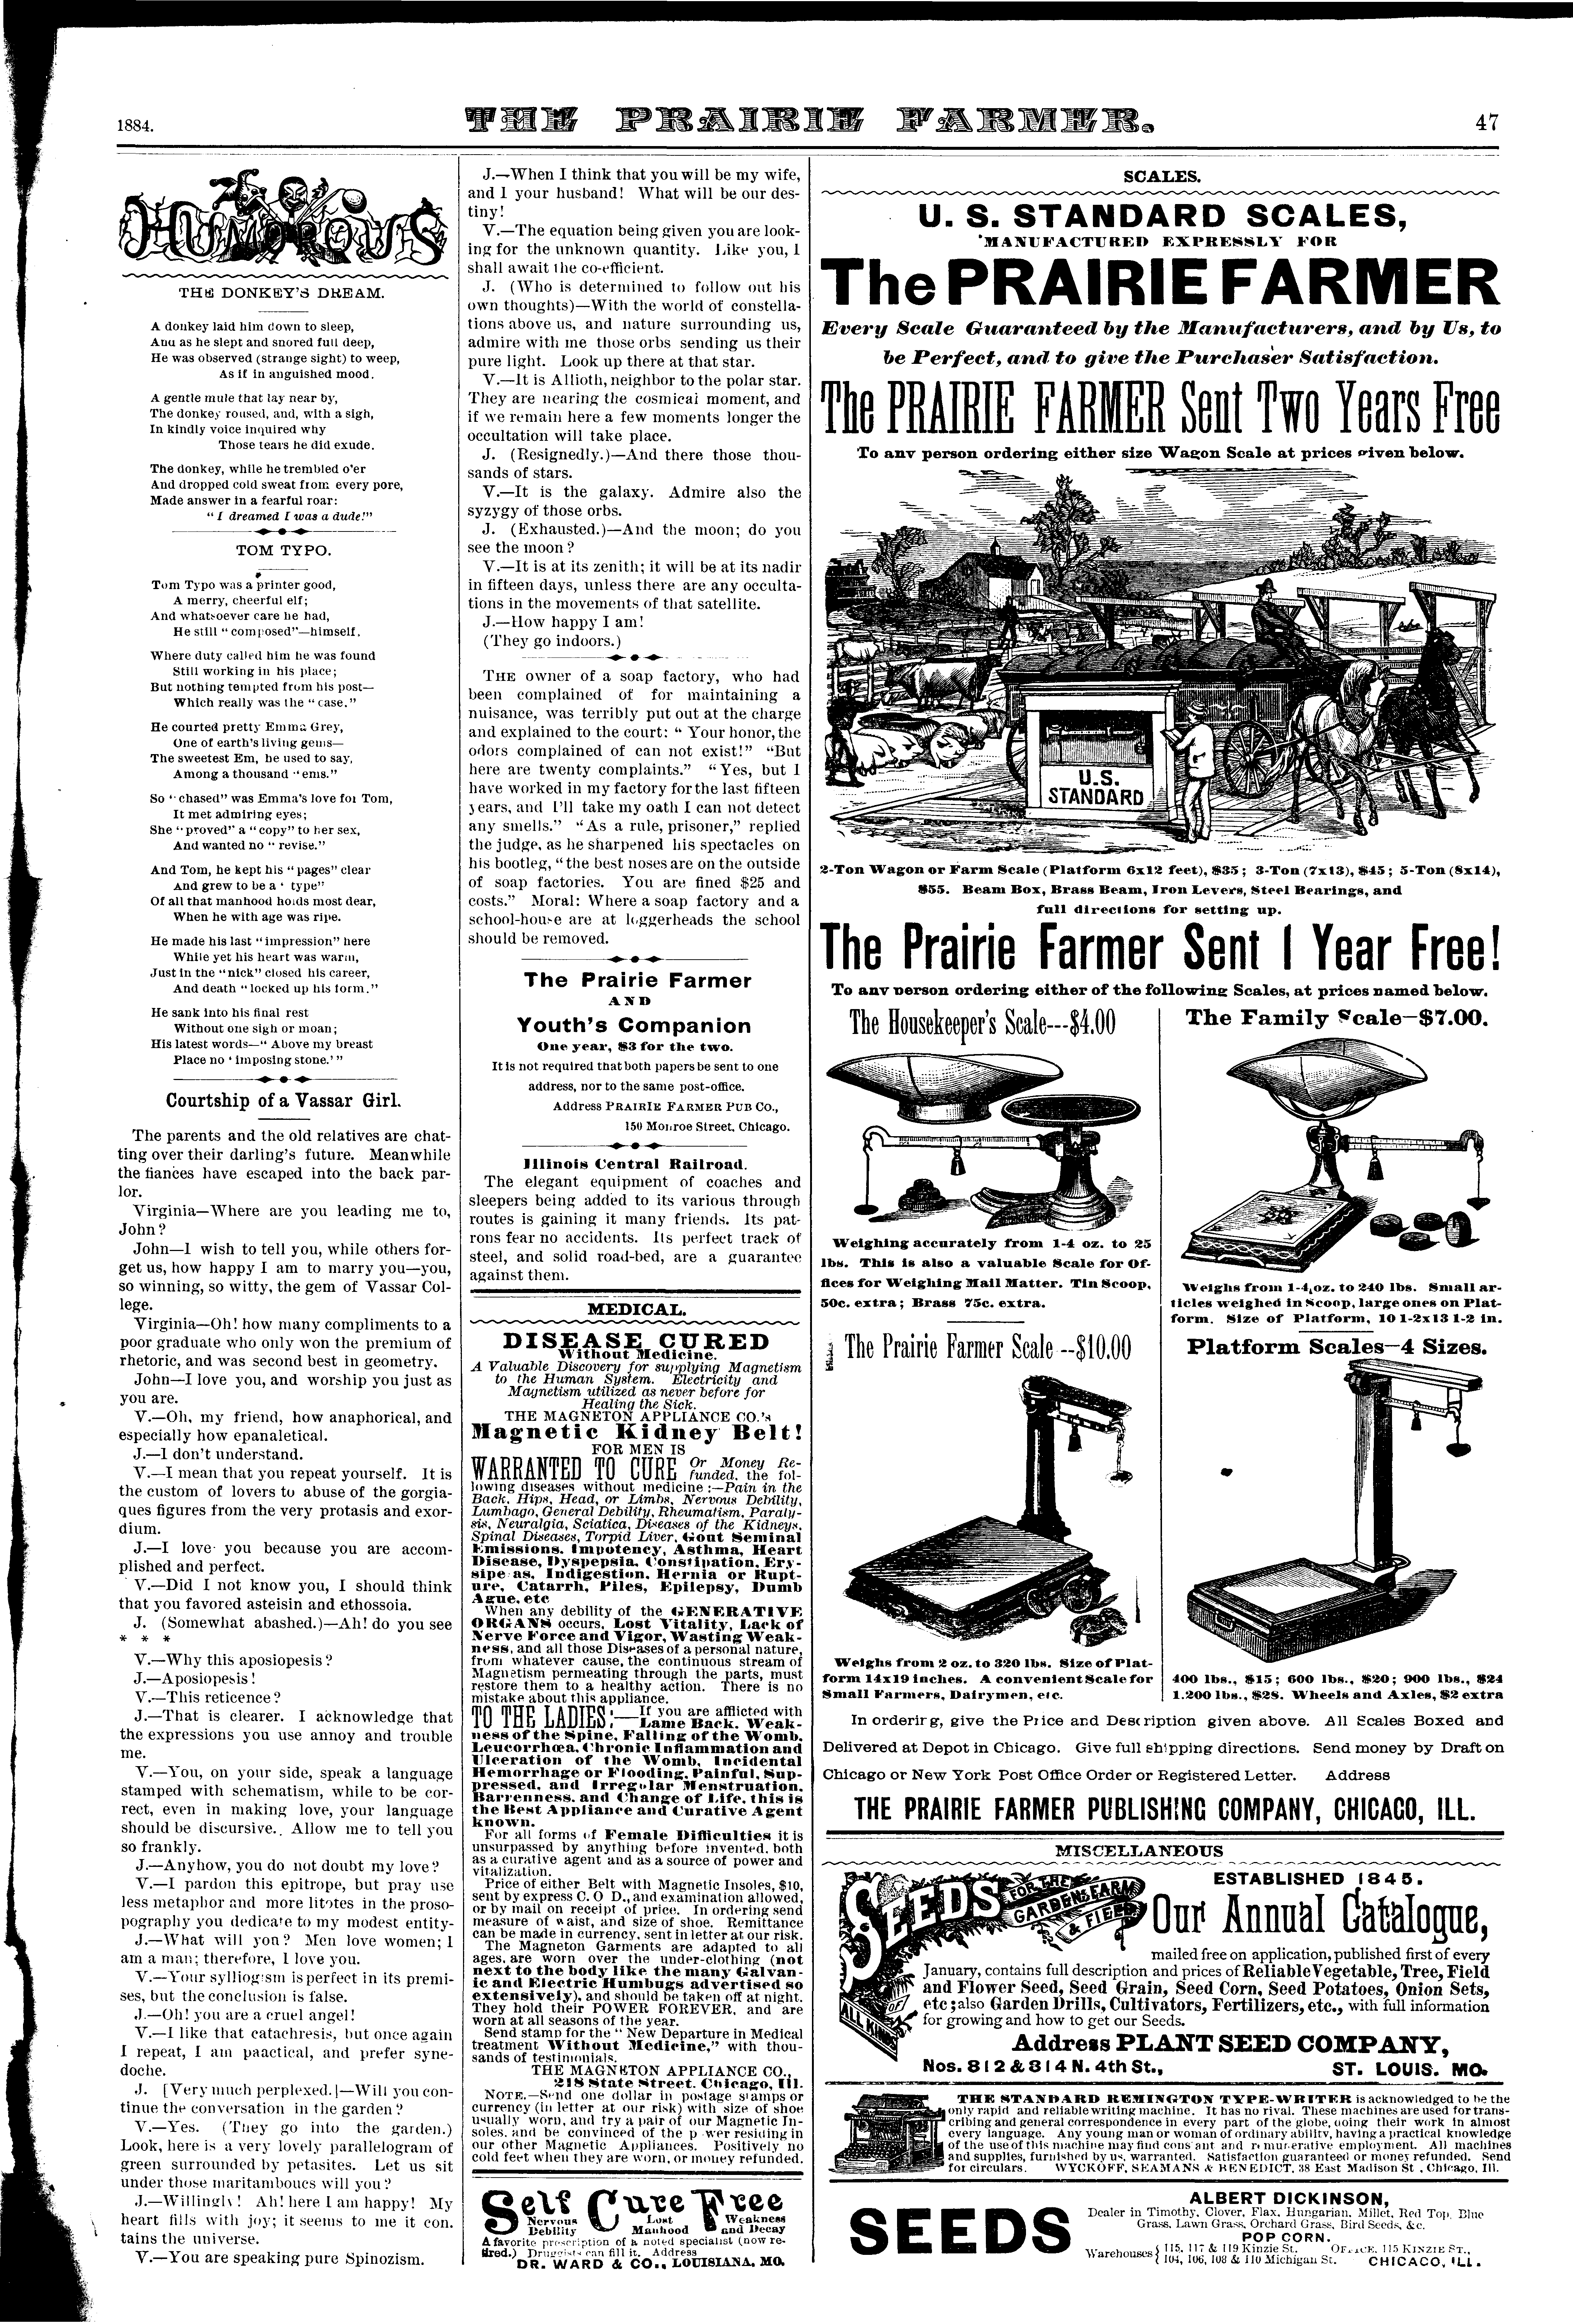 1884.
THE PRAIRIE FARMER.
47
HUMOROUS
THE DONKEY'S DREAM.
A donkey laid him down to sleep,
And as he slept and snored full deep,
He was observed (strange sight) to weep,
As if in anguished mood.
A gentle mule that lay near by,
The donkey roused, and, with a sigh,
In kindly voice inquired why
Those tears he did exude.
The donkey, while he trembled o'er
And dropped cold sweat from every pore,
Made answer in a fearful roar:
"I dreamed I was a dude!"
TOM TYPO.
Tom Typo was a printer good,
A merry, cheerful elf;
And whatsoever care he had,
He still "composed"—himself.
Where duty called him he was found
Still working in his place;
But nothing tempted from his post—
Which really was the "case."
He courted pretty Emma Grey,
One of earth's living gems—
The sweetest Em, he used to say,
Among a thousand "ems."
So "chased" was Emma's love for Tom,
It met admiring eyes;
She "proved" a "copy" to her sex,
And wanted no "revise."
And Tom, he kept his "pages" clear
And grew to be a ' type"
Of all that manhood holds most dear,
When he with age was ripe.
He made his last "impression" here
While yet his heart was warm,
Just in the "nick" closed his career,
And death "locked up his form."
He sank into his final rest
Without one sigh or moan;
His latest words—"Above my breast
Place no 'imposing stone.'"
Courtship of a Vassar Girl.
The parents and the old relatives are chat-
ting over their darling's future. Meanwhile
the fiances have escaped into the back par-
lor.
Virginia—Where are you leading me to,
John?
John—I wish to tell you, while others for-
get us, how happy I am to marry you—you,
so winning, so witty, the gem of Vassar Col-
lege.
Virginia—Oh! how many compliments to a
poor graduate who only won the premium of
rhetoric, and was second best in geometry.
John—I love you, and worship you just as
you are.
V.—Oh, my friend, how anaphorical, and
especially how epanaletical.
J.—I don't understand.
V.—I mean that you repeat yourself. It is
the custom of lovers to abuse of the gorgia-
ques figures from the very protasis and exor-
dium.
J.—I love you because you are accom-
plished and perfect.
V.—Did I not know you, I should think
that you favored asteisin and ethossoia.
J. (Somewhat abashed.)—Ah! do you see
* * *
V.—Why this aposiopesis?
J.—Aposiopesis!
V.—This reticence?
J.—That is clearer. I acknowledge that
the expressions you use annoy and trouble
me.
V.—You, on your side, speak a language
stamped with schematism, while to be cor-
rect, even in making love, your language
should be discursive. Allow me to tell you
so frankly.
J.—Anyhow, you do not doubt my love?
V.—I pardon this epitrope, but pray use
less metaphor and more litotes in the proso-
pography you dedicate to my modest entity-
J.—What will you? Men love women; I
am a man; therefore, I love you.
V.—Your syllogism is perfect in its premi-
ses, but the conclusion is false.
J.—Oh! you are a cruel angel!
V.—I like that catachresis, but once again
I repeat, I am paactical, and prefer syne-
doche.
J. [Very much perplexed.]—Will you con-
tinue the conversation in the garden?
V.—Yes. (They go into the garden.)
Look, here is a very lovely parallelogram of
green surrounded by petasites. Let us sit
under those maritamboucs will you?
J.—Willingly! Ah! here I am happy! My
heart fills with joy; it seems to me it con.
tains the universe.
V.—You are speaking pure Spinozism.
J.—When I think that you will be my wife,
and I your husband! What will be our des-
tiny!
V.—The equation being given you are look-
ing for the unknown quantity. Like you, I
shall await the co-efficient.
J. (Who is determined to follow out his
own thoughts)—With the world of constella-
tions above us, and nature surrounding us,
admire with me those orbs sending us their
pure light. Look up there at that star.
V.—It is Allioth, neighbor to the polar star.
They are nearing the cosmical moment, and
if we remain here a few moments longer the
occultation will take place.
J. (Resignedly.)—And there those thou-
sands of stars.
V.—It is the galaxy. Admire also the
syzygy of those orbs.
J. (Exhausted.)—And the moon; do you
see the moon?
V.—It is at its zenith; it will be at its nadir
in fifteen days, unless there are any occulta-
tions in the movements of that satellite.
J.—How happy I am!
(They go indoors.)
THE owner of a soap factory, who had
been complained of for maintaining a
nuisance, was terribly put out at the charge
and explained to the court: "Your honor, the
odors complained of can not exist!" "But
here are twenty complaints." "Yes, but I
have worked in my factory for the last fifteen
years, and I'll take my oath I can not detect
any smells." "As a rule, prisoner," replied
the judge, as he sharpened his spectacles on
his bootleg, "the best noses are on the outside
of soap factories. You are fined $25 and
costs." Moral: Where a soap factory and a
school-house are at loggerheads the school
should be removed.
The Prairie Farmer
AND
Youth's Companion
One year, $3 for the two.
It is not required that both papers be sent to one
address, nor to the same post-office.
Address PRAIRIE FARMER PUB CO.,
150 Monroe Street, Chicago.
Illinois Central Railroad.
The elegant equipment of coaches and
sleepers being added to its various through
routes is gaining it many friends. Its pat-
rons fear no accidents. Its perfect track of
steel, and solid road-bed, are a guarantee
against them.
MEDICAL.
DISEASE CURED
Without Medicine.
A Valuable Discovery for supplying Magnetism
to the Human System. Electricity and
Magnetism utilized as never before for
Healing the Sick.
THE MAGNETON APPLIANCE CO.'s
Magnetic Kidney Belt!
FOR MEN IS
WARRANTED TO CURE Or Money Re-
funded, the fol-
lowing diseases without medicine:—Pain in the
Back, Hips, Head, or Limbs, Nervous Debility,
Lumbago, General Debility, Rheumatism, Paraly-
sis, Neuralgia, Sciatica, Diseases of the Kidneys,
Spinal Diseases, Torpid Liver, Gout Seminal
Emissions, Impotency, Asthma, Heart
Disease, Dyspepsia, Constipation, Ery-
sipe as, Indigestion, Hernia or Rupt-
ure, Catarrh, Piles, Epilepsy, Dumb
Ague, etc
When any debility of the GENERATIVE
ORGANS occurs, Lost Vitality, Lack of
Nerve Force and Vigor, Wasting Weak-
ness, and all those Diseases of a personal nature,
from whatever cause, the continuous stream of
Magnetism permeating through the parts, must
restore them to a healthy action. There is no
mistake about this appliance.
TO THE LADIES:—If you are afflicted with
Lame Back, Weak-
ness of the Spine, Falling of the Womb,
Leucorrhœa, Chronic Inflammation and
Ulceration of the Womb, Incidental
Hemorrhage or Flooding, Painful, Sup-
pressed, and Irregular Menstruation,
Barrenness, and Change of Life, this is
the Best Appliance and Curative Agent
known.
For all forms of Female Difficulties it is
unsurpassed by anything before invented, both
as a curative agent and as a source of power and
vitalization.
Price of either Belt with Magnetic Insoles, $10,
sent by express C. O D., and examination allowed,
or by mail on receipt of price. In ordering send
measure of waist, and size of shoe. Remittance
can be made in currency, sent in letter at our risk.
The Magneton Garments are adapted to all
ages, are worn over the under-clothing (not
next to the body like the many Galvan-
ic and Electric Humbugs advertised so
extensively), and should be taken off at night.
They hold their POWER FOREVER, and are
worn at all seasons of the year.
Send stamp for the "New Departure in Medical
treatment Without Medicine," with thou-
sands of testimonials.
THE MAGNETON APPLIANCE CO.,
218 State Street, Chicago, Ill.
NOTE.—Send one dollar in postage stamps or
currency (in letter at our risk) with size of shoe
usually worn, and try a pair of our Magnetic In-
soles, and be convinced of the p wer residing in
our other Magnetic Appliances. Positively no
cold feet when they are worn, or money refunded.
Self Cure Free
Nervous Debility
Lost Manhood
Weakness and Decay
A favorite prescription of a noted specialist (now re-
tired.) Druggists can fill it. Address
DR. WARD & CO., LOUISIANA, MO.
SCALES.
U. S. STANDARD SCALES,
MANUFACTURED EXPRESSLY FOR
The PRAIRIE FARMER
Every Scale Guaranteed by the Manufacturers, and by Us, to
be Perfect, and to give the Purchaser Satisfaction.
The PRAIRIE FARMER Sent Two Years Free
To any person ordering either size Wagon Scale at prices given below.
U.S.
STANDARD
2-Ton Wagon or Farm Scale (Platform 6x12 feet), $35; 3-Ton (7x13), $45; 5-Ton (8x14),
$55. Beam Box, Brass Beam, Iron Levers, Steel Bearings, and
full directions for setting up.
The Prairie Farmer Sent 1 Year Free!
To any person ordering either of the following Scales, at prices named below.
The Housekeeper's Scale---$4.00
Weighing accurately from 1-4 oz. to 25
lbs. This is also a valuable Scale for Of-
fices for Weighing Mail Matter. Tin Scoop,
50c. extra; Brass 75c. extra.
The Family Scale—$7.00.
Weighs from 1-4 oz. to 240 lbs. Small ar-
ticles weighed in Scoop, large ones on Plat-
form. Size of Platform, 10 1-2x13 1-2 in.
The Prairie Farmer Scale --$10.00
Weighs from 2 oz. to 320 lbs. Size of Plat-
form 14x19 inches. A convenient Scale for
Small Farmers, Dairymen, etc.
Platform Scales—4 Sizes.
400 lbs., $15; 600 lbs., $20; 900 lbs., $24
1.200 lbs., $28. Wheels and Axles, $2 extra
In ordering, give the Price and Description given above. All Scales Boxed and
Delivered at Depot in Chicago. Give full shipping directions. Send money by Draft on
Chicago or New York Post Office Order or Registered Letter. Address
THE PRAIRIE FARMER PUBLISHING COMPANY, CHICAGO, ILL.
MISCELLANEOUS
SEEDS
FOR THE
GARDEN, FARM
& FIELD
ALL KINDS OF
ESTABLISHED 1845.
Our Annual Catalogue,
mailed free on application, published first of every
January, contains full description and prices of Reliable Vegetable, Tree, Field
and Flower Seed, Seed Grain, Seed Corn, Seed Potatoes, Onion Sets,
etc; also Garden Drills, Cultivators, Fertilizers, etc., with full information
for growing and how to get our Seeds.
Address PLANT SEED COMPANY,
Nos. 812 & 814 N. 4th St., ST. LOUIS. MO.
THE STANDARD REMINGTON TYPE-WRITER is acknowledged to be the
only rapid and reliable writing machine. It has no rival. These machines are used for trans-
cribing and general correspondence in every part of the globe, doing their work in almost
every language. Any young man or woman of ordinary ability, having a practical knowledge
of the use of this machine may find constant and remunerative employment. All machines
and supplies, furnished by us, warranted. Satisfaction guaranteed or money refunded. Send
for circulars. WYCKOFF, SEAMANS & BENEDICT, 38 East Madison St , Chicago, Ill.
SEEDS
ALBERT DICKINSON,
Dealer in Timothy, Clover, Flax, Hungarian, Millet, Red Top, Blue
Grass, Lawn Grass, Orchard Grass, Bird Seeds, &c.
POP CORN.
Warehouses { 115, 117 & 119 Kinzie St. OFFICE, 115 KINZIE ST.,
104, 106, 108 & 110 Michigan St. CHICAGO, ILL.